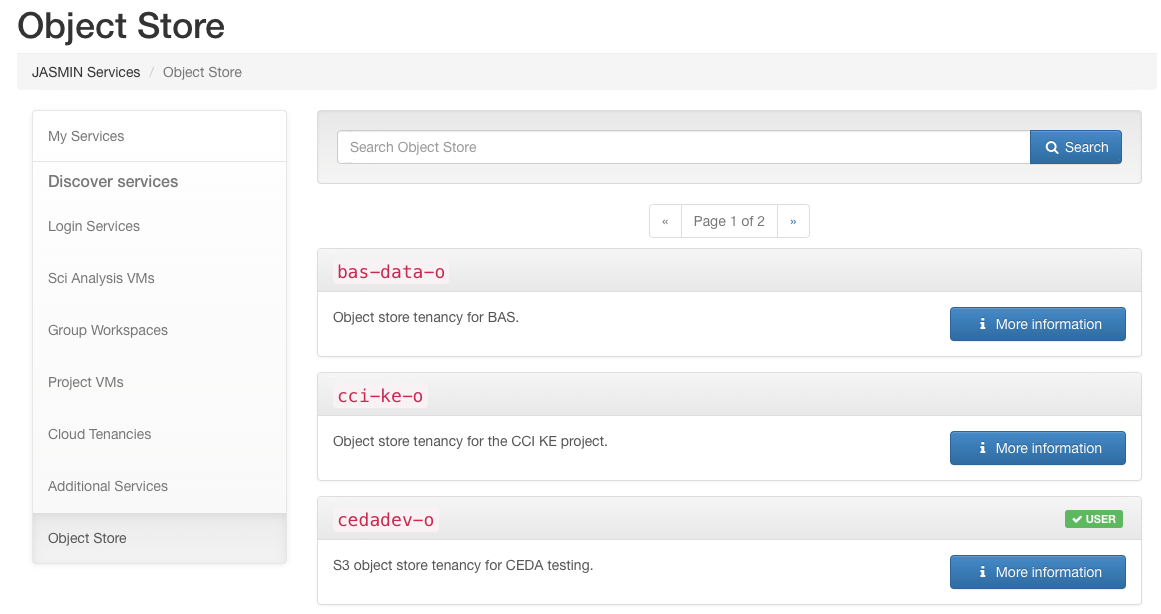 Object Store
JASMIN Services / Object Store
My Services
Discover services
Login Services
Sci Analysis VMs
Group Workspaces
Project VMs
Cloud Tenancies
Additional Services
Object Store
Search Object Store
Search
« Page 1 of 2 »
bas-data-o
Object store tenancy for BAS.
More information
cci-ke-o
Object store tenancy for the CCI KE project.
More information
cedadev-o
USER
S3 object store tenancy for CEDA testing.
More information